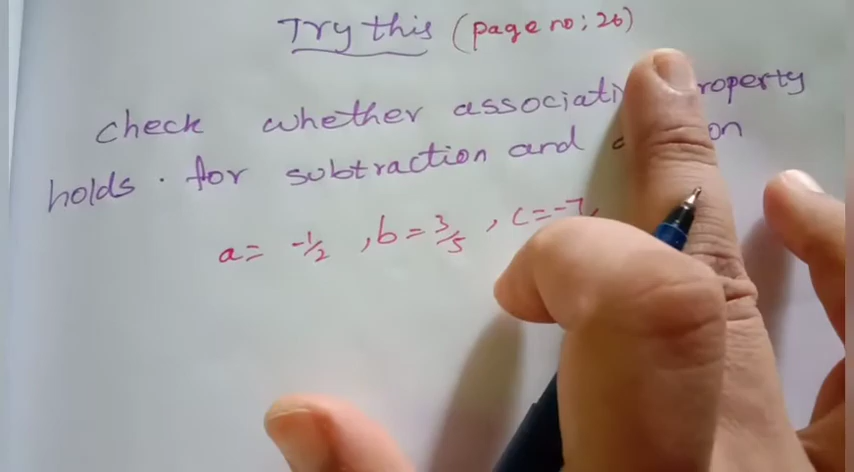 Try this (page no; 26)
check whether associati roperty
holds. for subtraction and on
a= -1/2 , b= 3/5 , c=-7